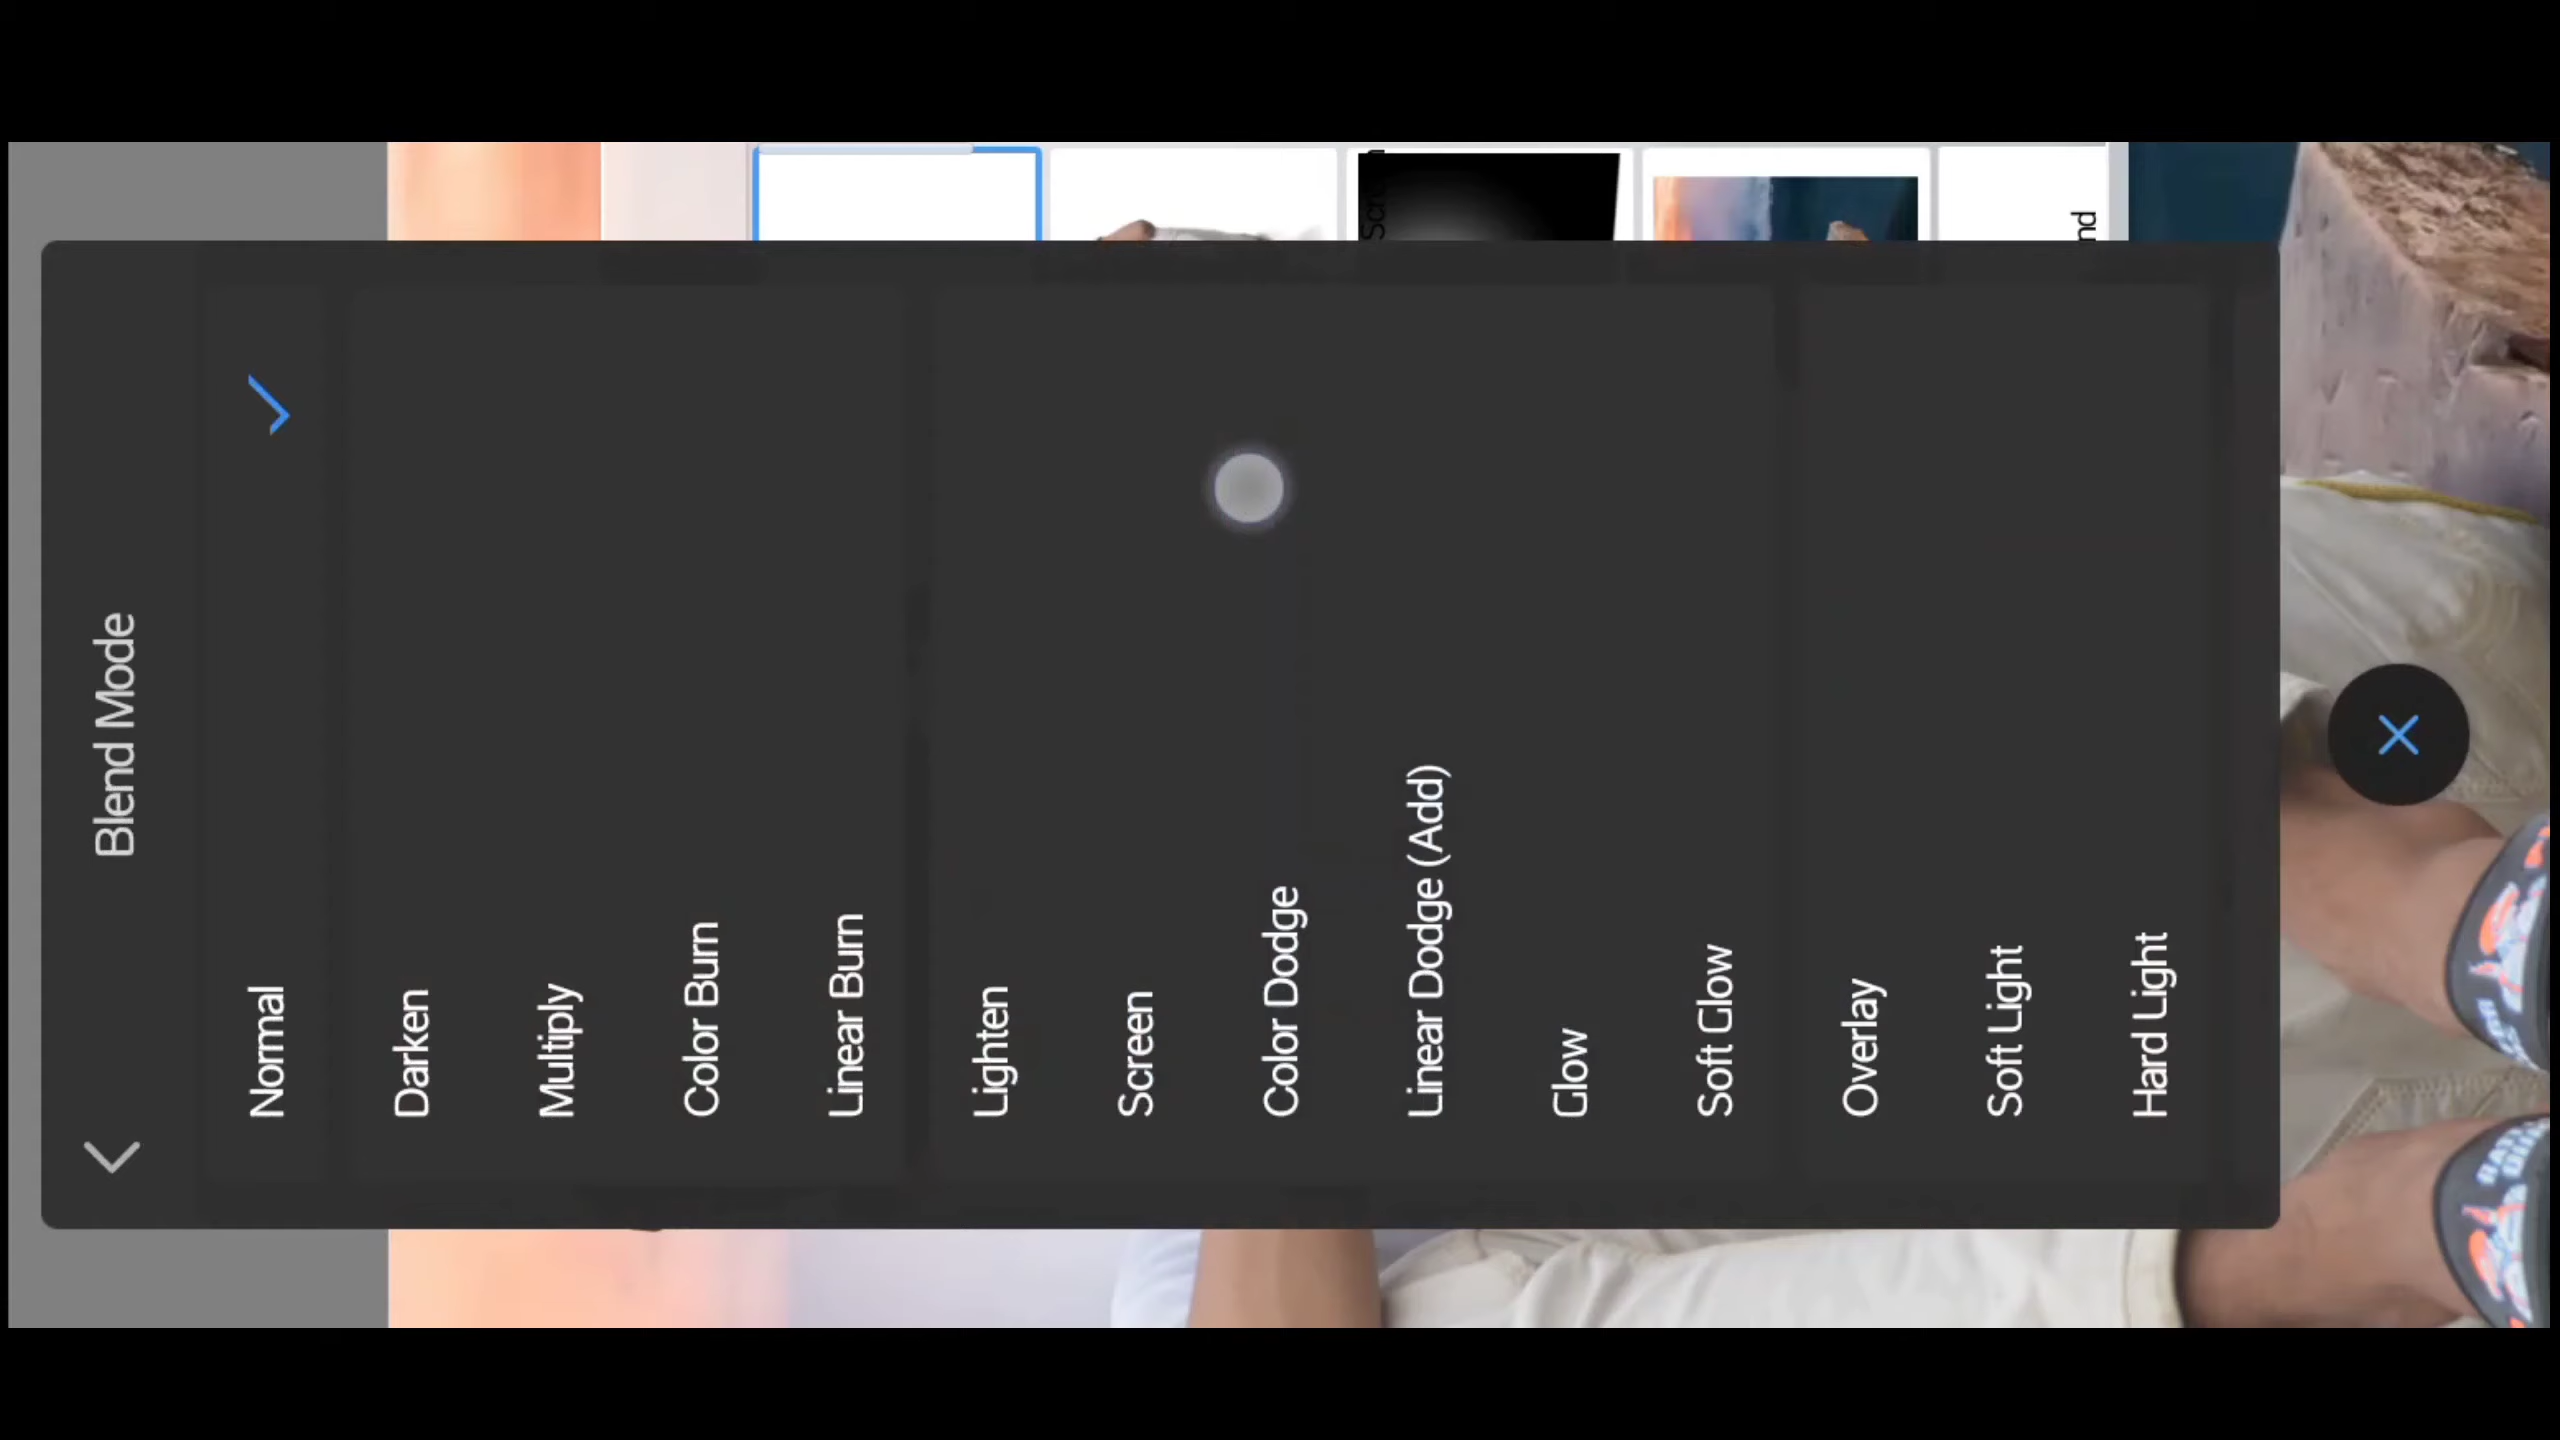 Blend Mode
Normal
Darken
Multiply
Color Burn
Linear Burn
Lighten
Screen
Color Dodge
Linear Dodge (Add)
Glow
Soft Glow
Overlay
Soft Light
Hard Light